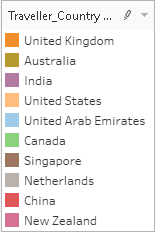 Traveller_Country ...
United Kingdom
Australia
India
United States
United Arab Emirates
Canada
Singapore
Netherlands
China
New Zealand